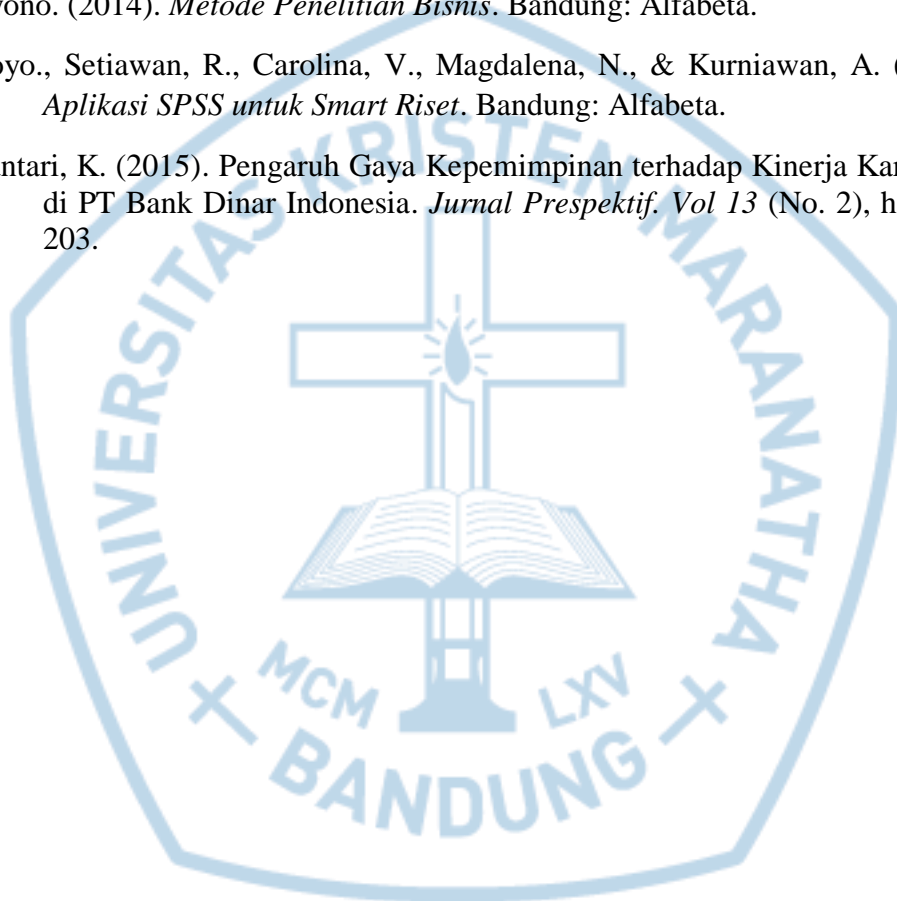 ono. (2014). Metode Penelitian Bisnis. Bandung: Alfabeta.
oyo., Setiawan, R., Carolina, V., Magdalena, N., & Kurniawan, A. (
Aplikasi SPSS untuk Smart Riset. Bandung: Alfabeta.
ntari, K. (2015). Pengaruh Gaya Kepemimpinan terhadap Kinerja Kar
di PT Bank Dinar Indonesia. Jurnal Prespektif. Vol 13 (No. 2), h
203.
UNIVERSITAS KRISTEN MARANATHA
MCM LXV
BANDUNG